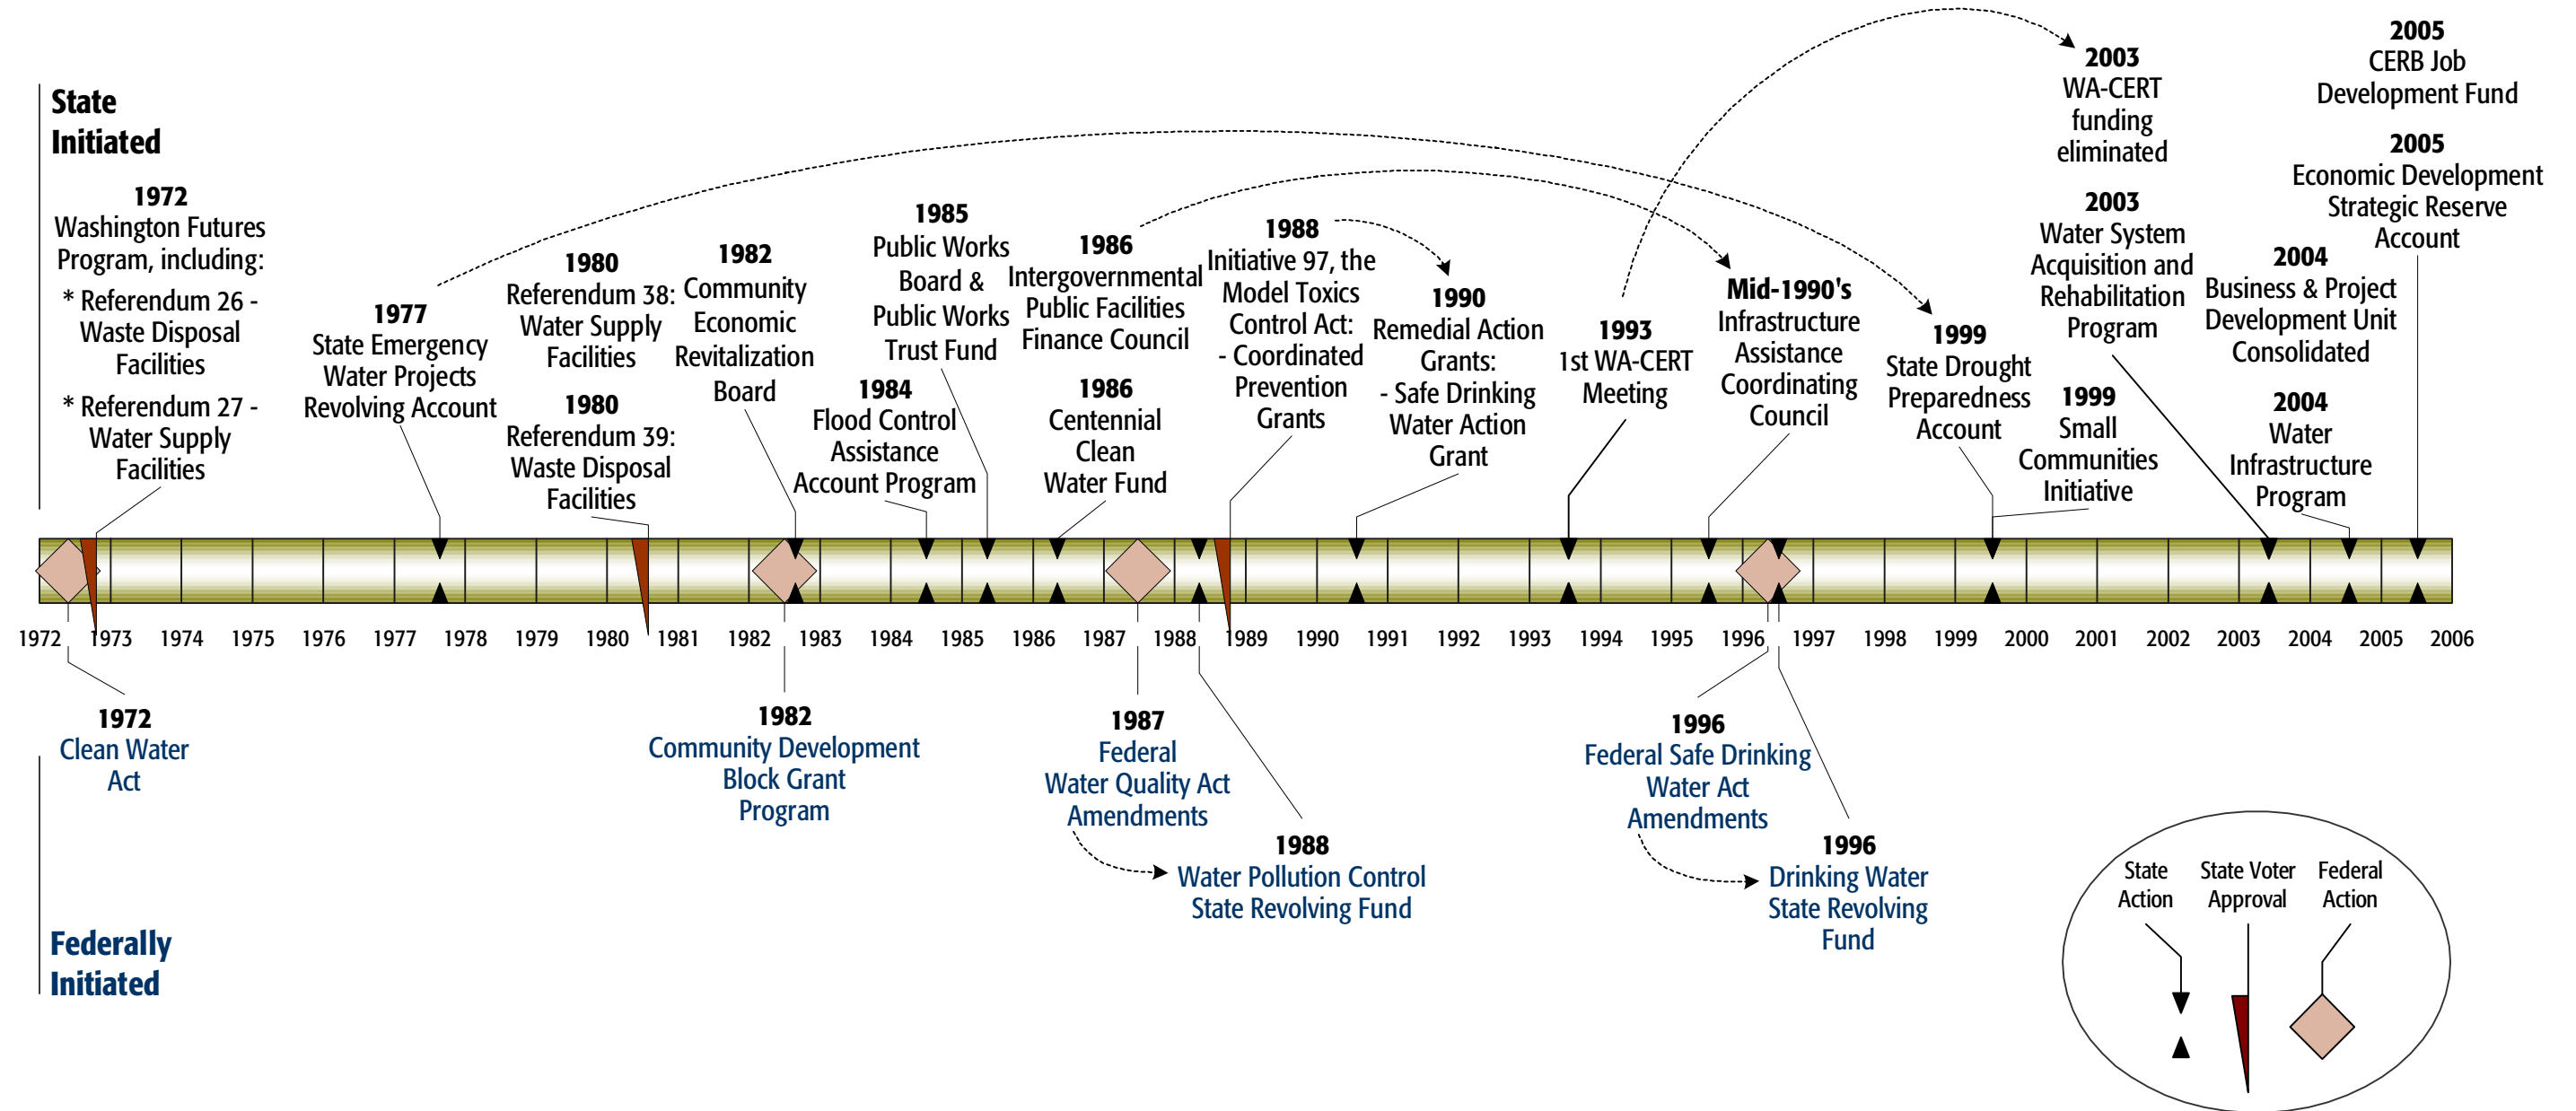 State
Initiated
1972
Washington Futures
Program, including:
* Referendum 26 -
Waste Disposal
Facilities
* Referendum 27 -
Water Supply
Facilities
1977
State Emergency
Water Projects
Revolving Account
1980
Referendum 38:
Water Supply
Facilities
1980
Referendum 39:
Waste Disposal
Facilities
1982
Community
Economic
Revitalization
Board
1985
Public Works
Board &
Public Works
Trust Fund
1984
Flood Control
Assistance
Account Program
1986
Intergovernmental
Public Facilities
Finance Council
1986
Centennial
Clean
Water Fund
1988
Initiative 97, the
Model Toxics
Control Act:
- Coordinated
Prevention
Grants
1990
Remedial Action
Grants:
- Safe Drinking
Water Action
Grant
1993
1st WA-CERT
Meeting
Mid-1990's
Infrastructure
Assistance
Coordinating
Council
1999
State Drought
Preparedness
Account
1999
Small
Communities
Initiative
2003
WA-CERT
funding
eliminated
2003
Water System
Acquisition and
Rehabilitation
Program
2004
Business & Project
Development Unit
Consolidated
2004
Water
Infrastructure
Program
2005
CERB Job
Development Fund
2005
Economic Development
Strategic Reserve
Account
1972 1973 1974 1975 1976 1977 1978 1979 1980 1981 1982 1983 1984 1985 1986 1987 1988 1989 1990 1991 1992 1993 1994 1995 1996 1997 1998 1999 2000 2001 2002 2003 2004 2005 2006
1972
Clean Water
Act
1982
Community Development
Block Grant
Program
1987
Federal
Water Quality Act
Amendments
1988
Water Pollution Control
State Revolving Fund
1996
Federal Safe Drinking
Water Act
Amendments
1996
Drinking Water
State Revolving
Fund
Federally
Initiated
State
Action
State Voter
Approval
Federal
Action